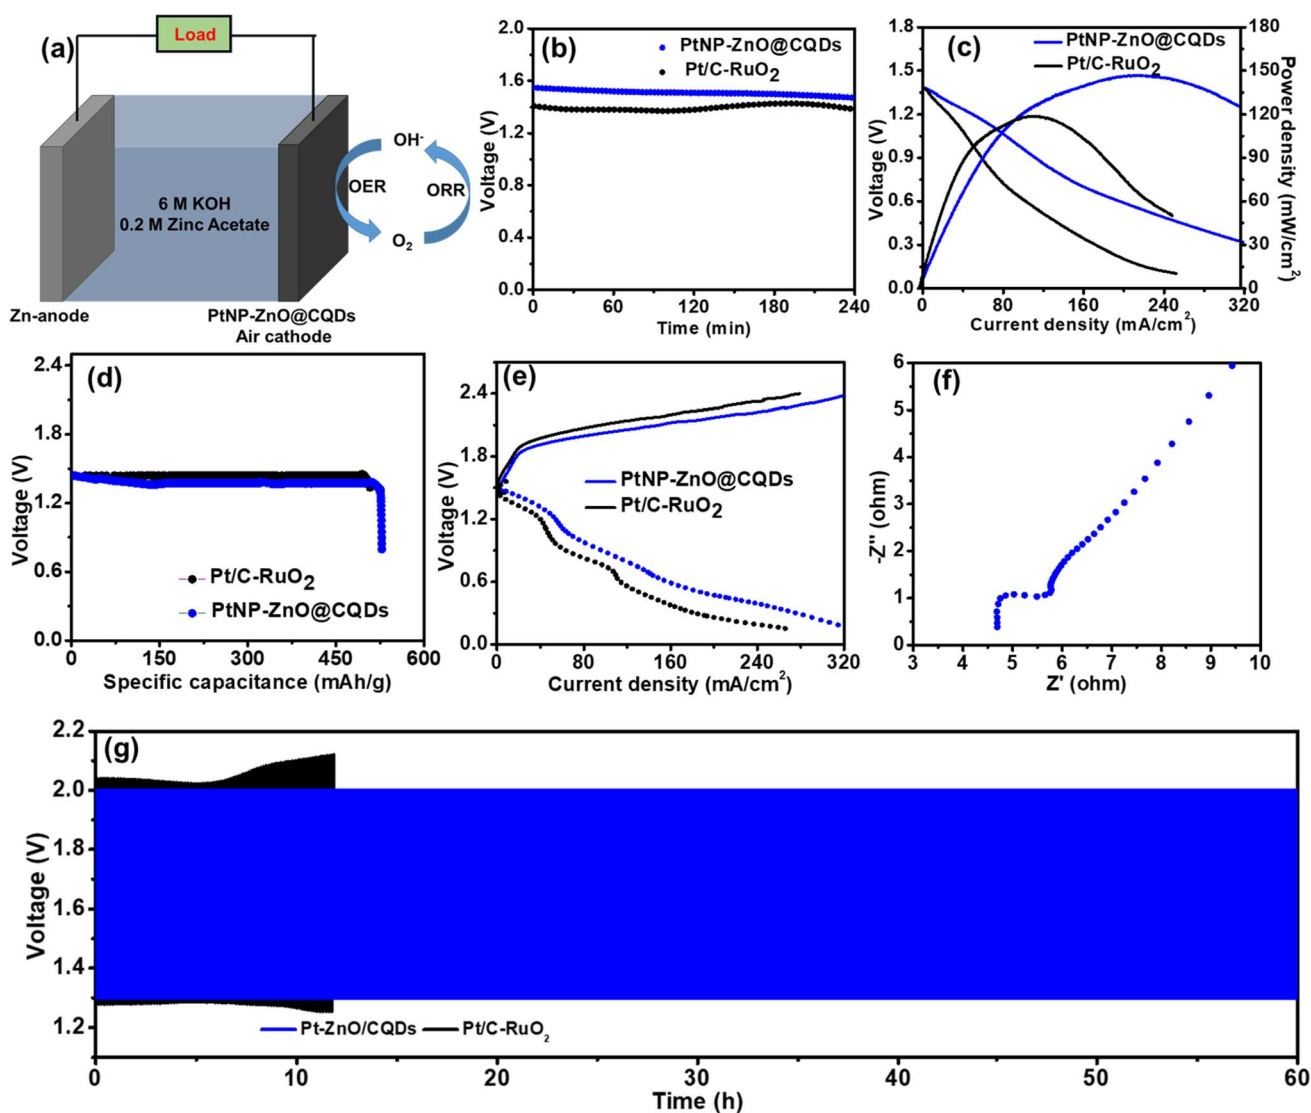 (a)
Load
6 M KOH
0.2 M Zinc Acetate
OH-
OER
ORR
O2
Zn-anode
PtNP-ZnO@CQDs
Air cathode
(b)
PtNP-ZnO@CQDs
Pt/C-RuO2
2.0
1.6
1.2
0.8
0.4
0.0
Voltage (V)
0 60 120 180 240
Time (min)
(c)
PtNP-ZnO@CQDs
Pt/C-RuO2
1.8
1.5
1.2
0.9
0.6
0.3
0.0
Voltage (V)
180
150
120
90
60
30
0
Power density (mW/cm2)
0 80 160 240 320
Current density (mA/cm2)
(d)
2.4
1.8
1.2
0.6
0.0
Voltage (V)
Pt/C-RuO2
PtNP-ZnO@CQDs
0 150 300 450 600
Specific capacitance (mAh/g)
(e)
2.4
1.8
1.2
0.6
0.0
Voltage (V)
PtNP-ZnO@CQDs
Pt/C-RuO2
0 80 160 240 320
Current density (mA/cm2)
(f)
6
5
4
3
2
1
0
-Z'' (ohm)
3 4 5 6 7 8 9 10
Z' (ohm)
(g)
2.2
2.0
1.8
1.6
1.4
1.2
Voltage (V)
Pt-ZnO/CQDs Pt/C-RuO2
0 10 20 30 40 50 60
Time (h)